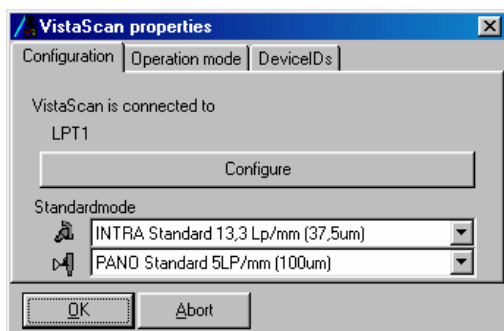 VistaScan properties
Configuration Operation mode DeviceIDs
VistaScan is connected to
LPT1
Configure
Standardmode
INTRA Standard 13,3 Lp/mm (37,5um)
PANO Standard 5LP/mm (100um)
OK Abort